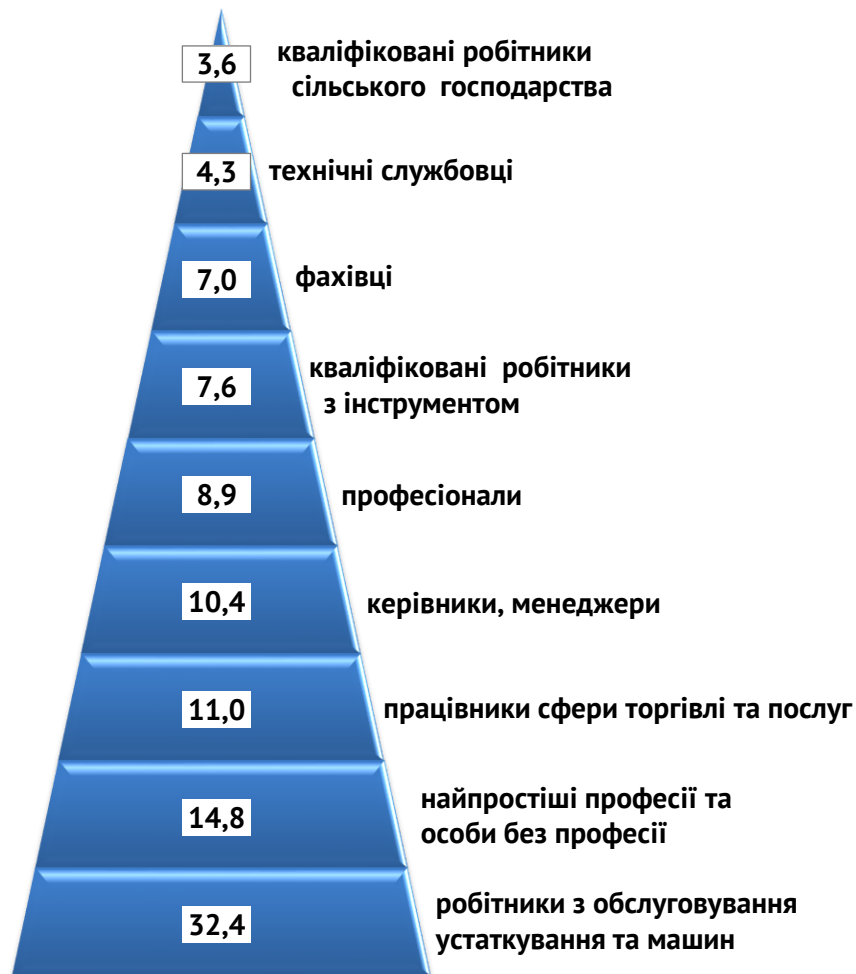 3,6
кваліфіковані робітники
сільського господарства
4,3
технічні службовці
7,0
фахівці
7,6
кваліфіковані робітники
з інструментом
8,9
професіонали
10,4
керівники, менеджери
11,0
працівники сфери торгівлі та послуг
14,8
найпростіші професії та
особи без професії
32,4
робітники з обслуговування
устаткування та машин